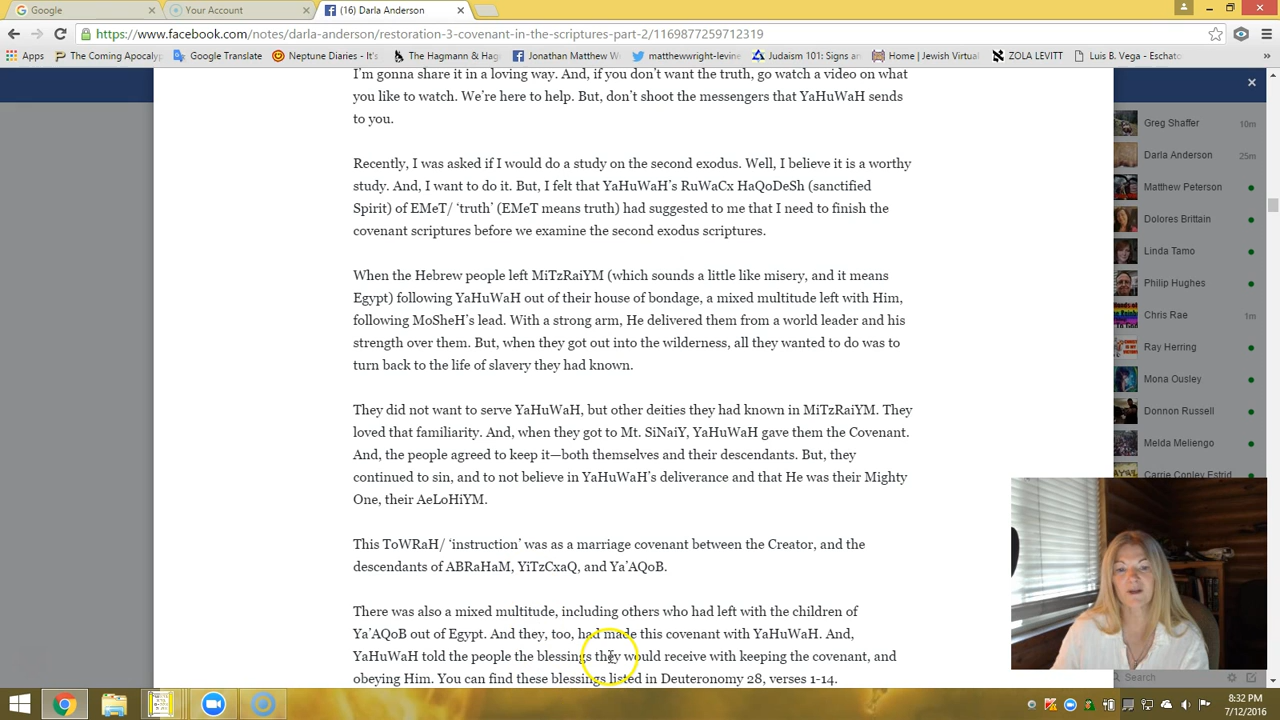 Google
Your Account
(16) Darla Anderson
https://www.facebook.com/notes/darla-anderson/restoration-3-covenant-in-the-scriptures-part-2/1169877259712319
Apps
The Coming Apocalyp
Google Translate
Neptune Diaries - It's
The Hagmann & Hag
Jonathan Matthew W
matthewwright-levine
Judaism 101: Signs an
Home | Jewish Virtual
ZOLA LEVITT
Luis B. Vega - Eschato
I'm gonna share it in a loving way. And, if you don't want the truth, go watch a video on what
you like to watch. We're here to help. But, don't shoot the messengers that YaHuWaH sends
to you.
Recently, I was asked if I would do a study on the second exodus. Well, I believe it is a worthy
study. And, I want to do it. But, I felt that YaHuWaH's RuWaCx HaQoDeSh (sanctified
Spirit) of EMeT/ 'truth' (EMeT means truth) had suggested to me that I need to finish the
covenant scriptures before we examine the second exodus scriptures.
When the Hebrew people left MiTzRaiYM (which sounds a little like misery, and it means
Egypt) following YaHuWaH out of their house of bondage, a mixed multitude left with Him,
following MoSheH's lead. With a strong arm, He delivered them from a world leader and his
strength over them. But, when they got out into the wilderness, all they wanted to do was to
turn back to the life of slavery they had known.
They did not want to serve YaHuWaH, but other deities they had known in MiTzRaiYM. They
loved that familiarity. And, when they got to Mt. SiNaiY, YaHuWaH gave them the Covenant.
And, the people agreed to keep it—both themselves and their descendants. But, they
continued to sin, and to not believe in YaHuWaH's deliverance and that He was their Mighty
One, their AeLoHiYM.
This ToWRaH/ 'instruction' was as a marriage covenant between the Creator, and the
descendants of ABRaHaM, YiTzCxaQ, and Ya'AQoB.
There was also a mixed multitude, including others who had left with the children of
Ya'AQoB out of Egypt. And they, too, had made this covenant with YaHuWaH. And,
YaHuWaH told the people the blessings they would receive with keeping the covenant, and
obeying Him. You can find these blessings listed in Deuteronomy 28, verses 1-14.
Greg Shaffer 10m
Darla Anderson 25m
Matthew Peterson
Dolores Brittain
Linda Tamo
Philip Hughes
Chris Rae 1m
Ray Herring
Mona Ousley
Donnon Russell
Melda Meliengo
Carrie Conley Estrid
Search
8:32 PM
7/12/2016